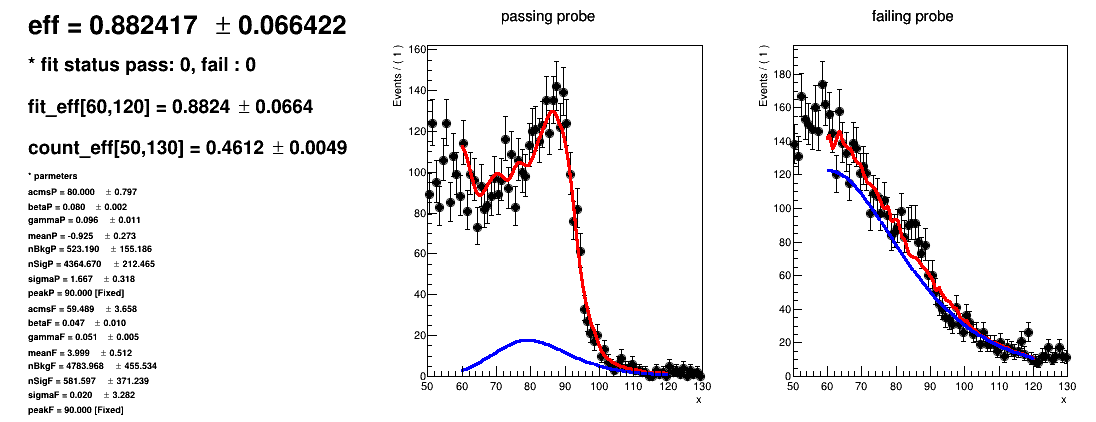 eff = 0.882417 ± 0.066422
* fit status pass: 0, fail : 0
fit_eff[60,120] = 0.8824 ± 0.0664
count_eff[50,130] = 0.4612 ± 0.0049
* parmeters
acmsP = 80.000 ± 0.797
betaP = 0.080 ± 0.002
gammaP = 0.096 ± 0.011
meanP = -0.925 ± 0.273
nBkgP = 523.190 ± 155.186
nSigP = 4364.670 ± 212.465
sigmaP = 1.667 ± 0.318
peakP = 90.000 [Fixed]
acmsF = 59.489 ± 3.658
betaF = 0.047 ± 0.010
gammaF = 0.051 ± 0.005
meanF = 3.999 ± 0.512
nBkgF = 4783.968 ± 455.534
nSigF = 581.597 ± 371.239
sigmaF = 0.020 ± 3.282
peakF = 90.000 [Fixed]
passing probe
Events / ( 1 )
160
140
120
100
80
60
40
20
0
50 60 70 80 90 100 110 120 130
x
failing probe
Events / ( 1 )
180
160
140
120
100
80
60
40
20
0
50 60 70 80 90 100 110 120 130
x